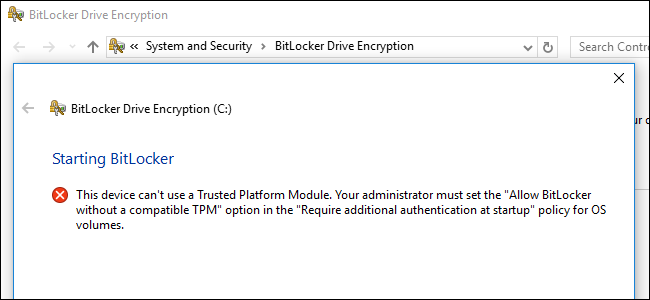 BitLocker Drive Encryption
« System and Security > BitLocker Drive Encryption
Search Contro
BitLocker Drive Encryption (C:)
Starting BitLocker
This device can't use a Trusted Platform Module. Your administrator must set the "Allow BitLocker
without a compatible TPM" option in the "Require additional authentication at startup" policy for OS
volumes.